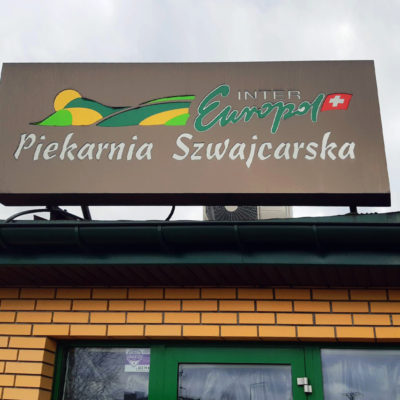 INTER
Europol
Piekarnia Szwajcarska